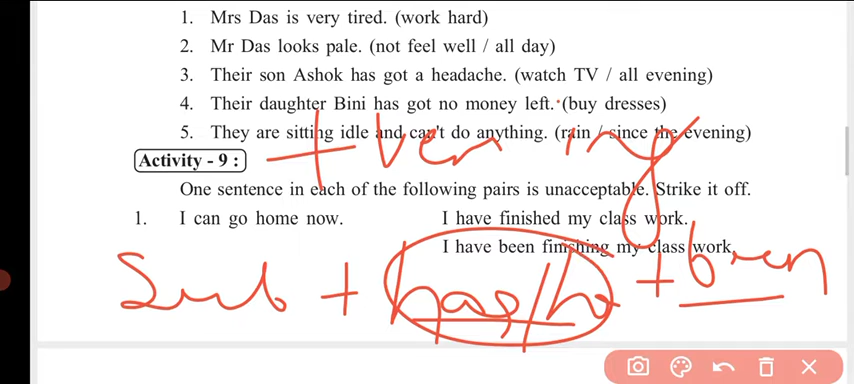 1. Mrs Das is very tired. (work hard)
2. Mr Das looks pale. (not feel well / all day)
3. Their son Ashok has got a headache. (watch TV / all evening)
4. Their daughter Bini has got no money left. (buy dresses)
5. They are sitting idle and can't do anything. (rain / since the evening)
+ Ver ing
Activity - 9 :
One sentence in each of the following pairs is unacceptable. Strike it off.
1. I can go home now. I have finished my class work.
I have been finishing my class work.
Sub + has/ha + been